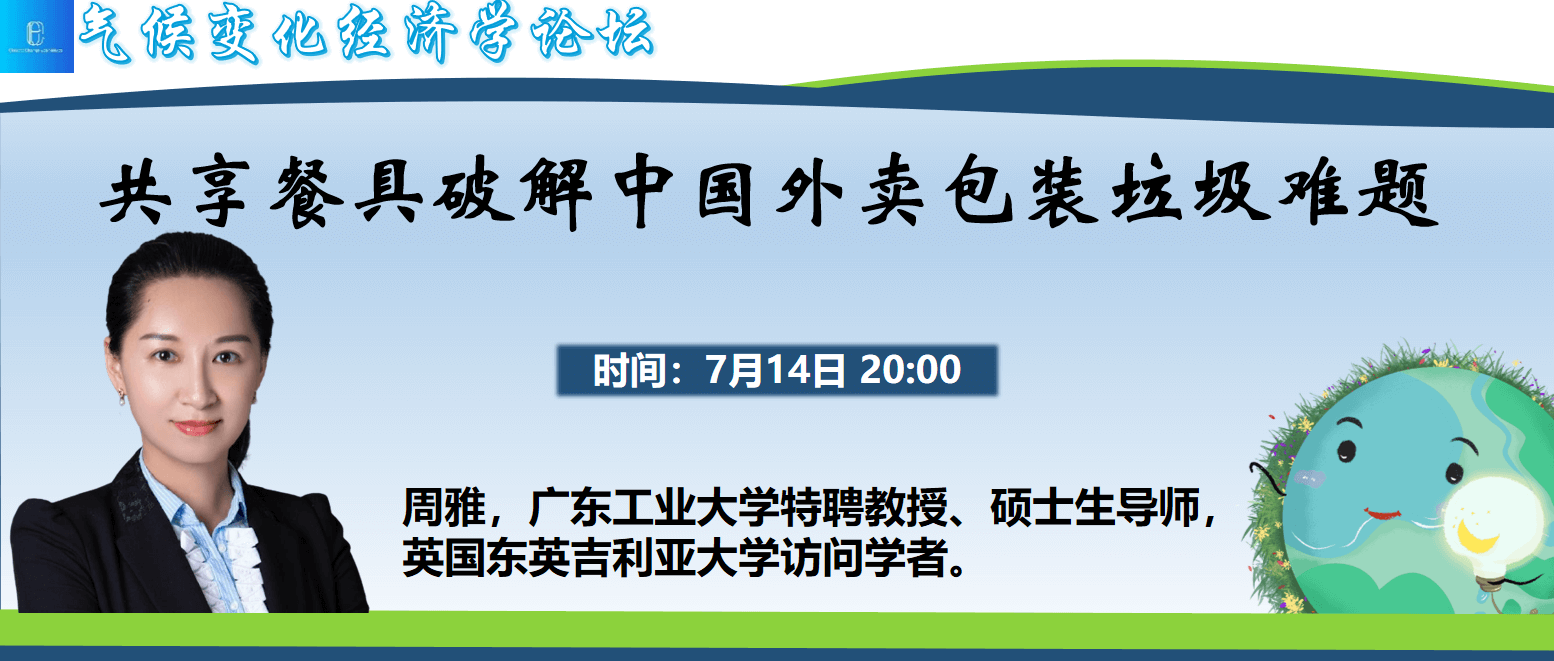 气候变化经济学论坛
共享餐具破解中国外卖包装垃圾难题
时间：7月14日 20:00
周雅，广东工业大学特聘教授、硕士生导师，
英国东英吉利亚大学访问学者。